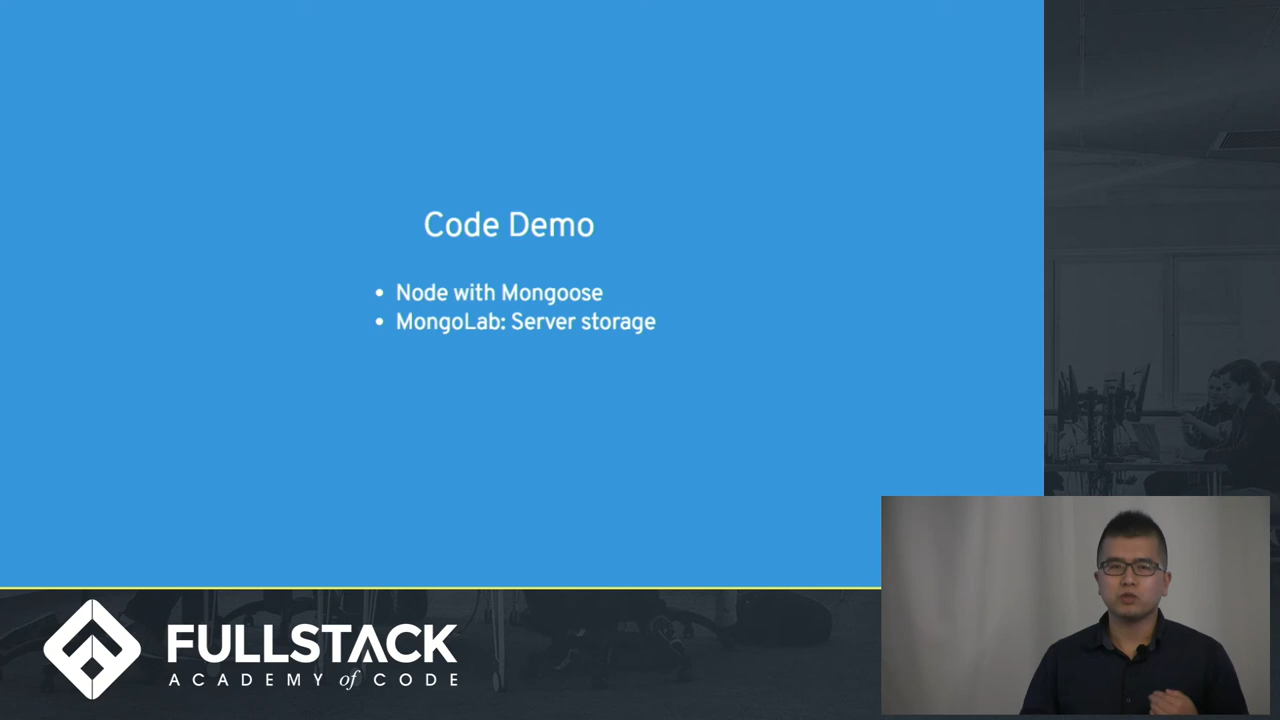 Code Demo
• Node with Mongoose
• MongoLab: Server storage
FULLSTACK
ACADEMY of CODE